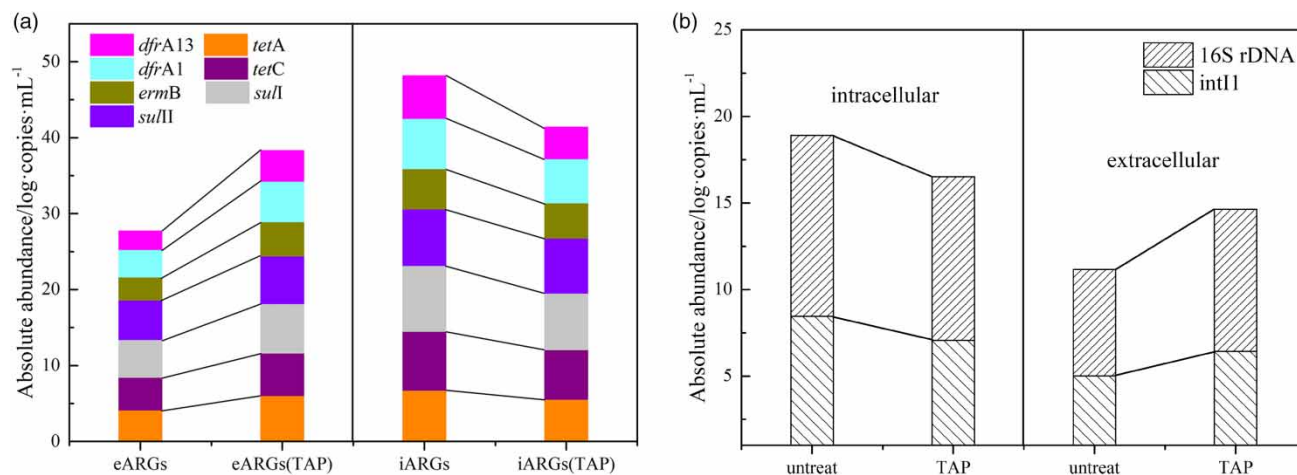 (a)
Absolute abundance/log·copies·mL⁻¹
50
40
30
20
10
0
dfrA13
tetA
dfrA1
tetC
ermB
sulI
sulII
eARGs
eARGs(TAP)
iARGs
iARGs(TAP)
(b)
Absolute abundance/log·copies·mL⁻¹
25
20
15
10
5
16S rDNA
intI1
intracellular
extracellular
untreat
TAP
untreat
TAP